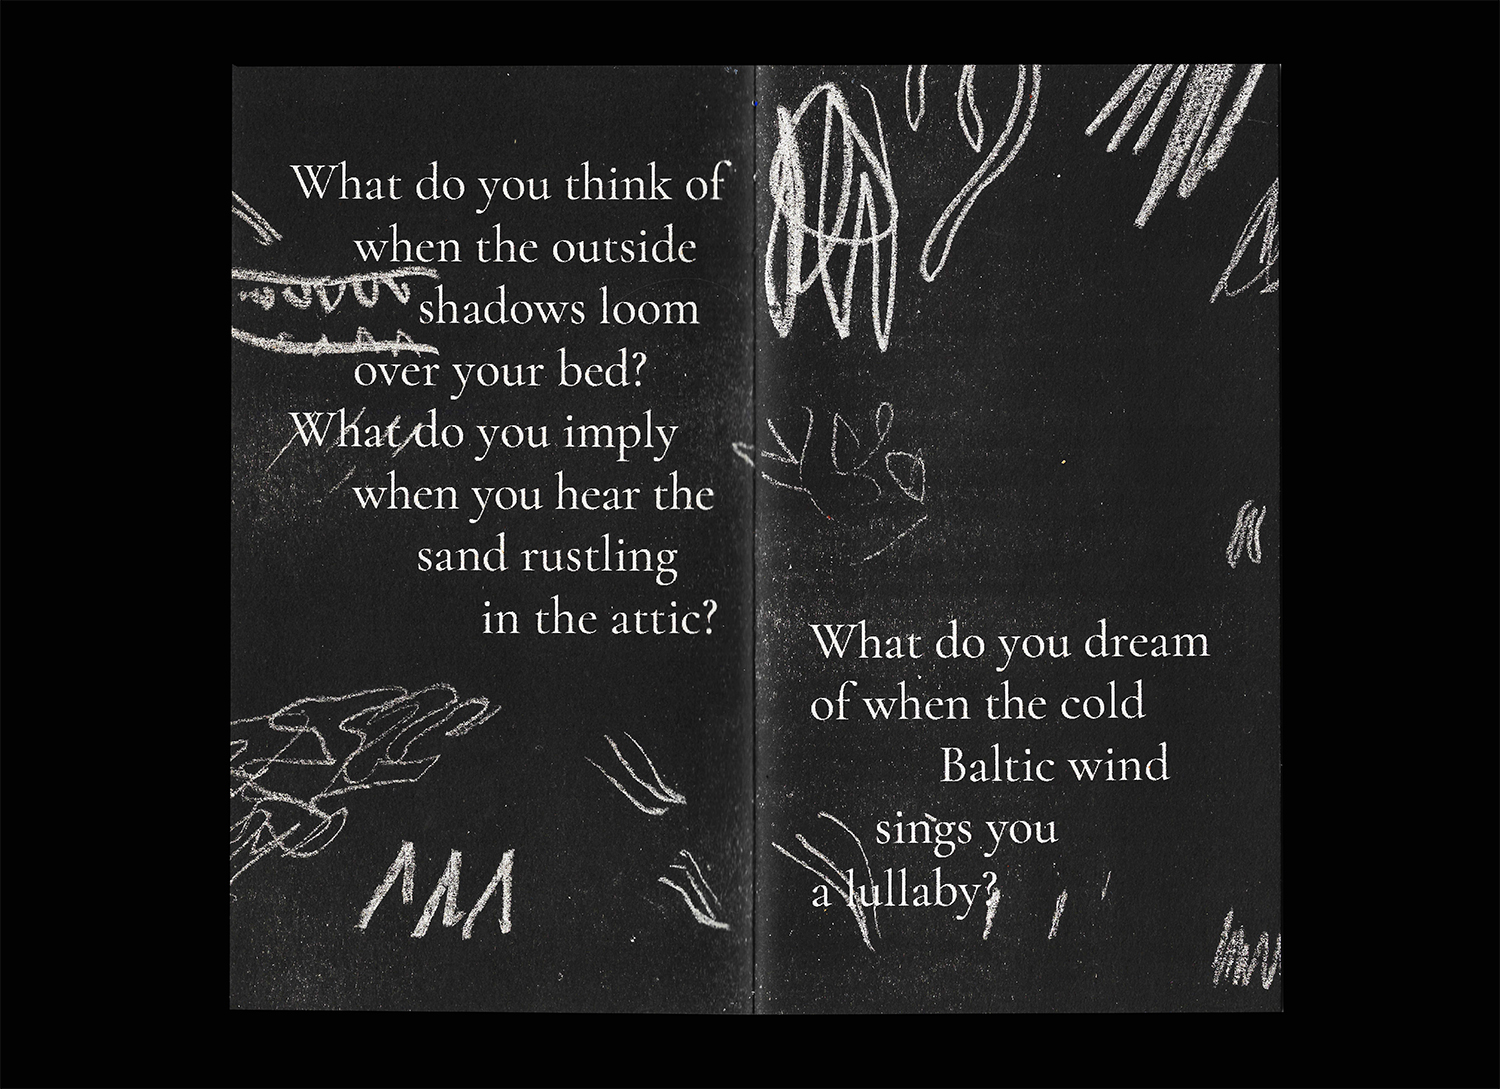 What do you think of
when the outside
shadows loom
over your bed?
What do you imply
when you hear the
sand rustling
in the attic?
What do you dream
of when the cold
Baltic wind
sings you
a lullaby?